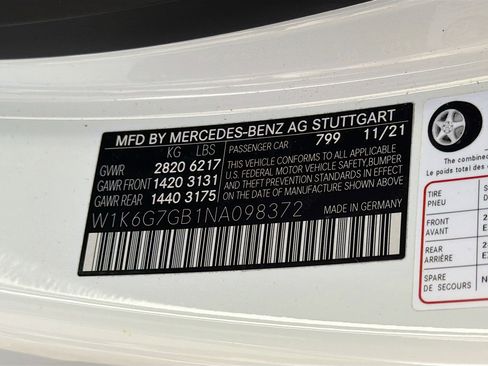 MFD BY MERCEDES-BENZ AG STUTTGART
KG LBS PASSENGER CAR 799 11/21
GVWR 2820 6217
GAWR FRONT 1420 3131
GAWR REAR 1440 3175
THIS VEHICLE CONFORMS TO ALL APPLICABLE
U.S. FEDERAL MOTOR VEHICLE SAFETY, BUMPER
AND THEFT PREVENTION STANDARDS IN EFFECT
ON THE DATE OF MANUFACTURE SHOWN ABOVE.
W1K6G7GB1NA098372 MADE IN GERMANY
The combined
Le poids total des
TIRE
PNEU
FRONT
AVANT
REAR
ARRIÈRE
SPARE
DE SECOURS